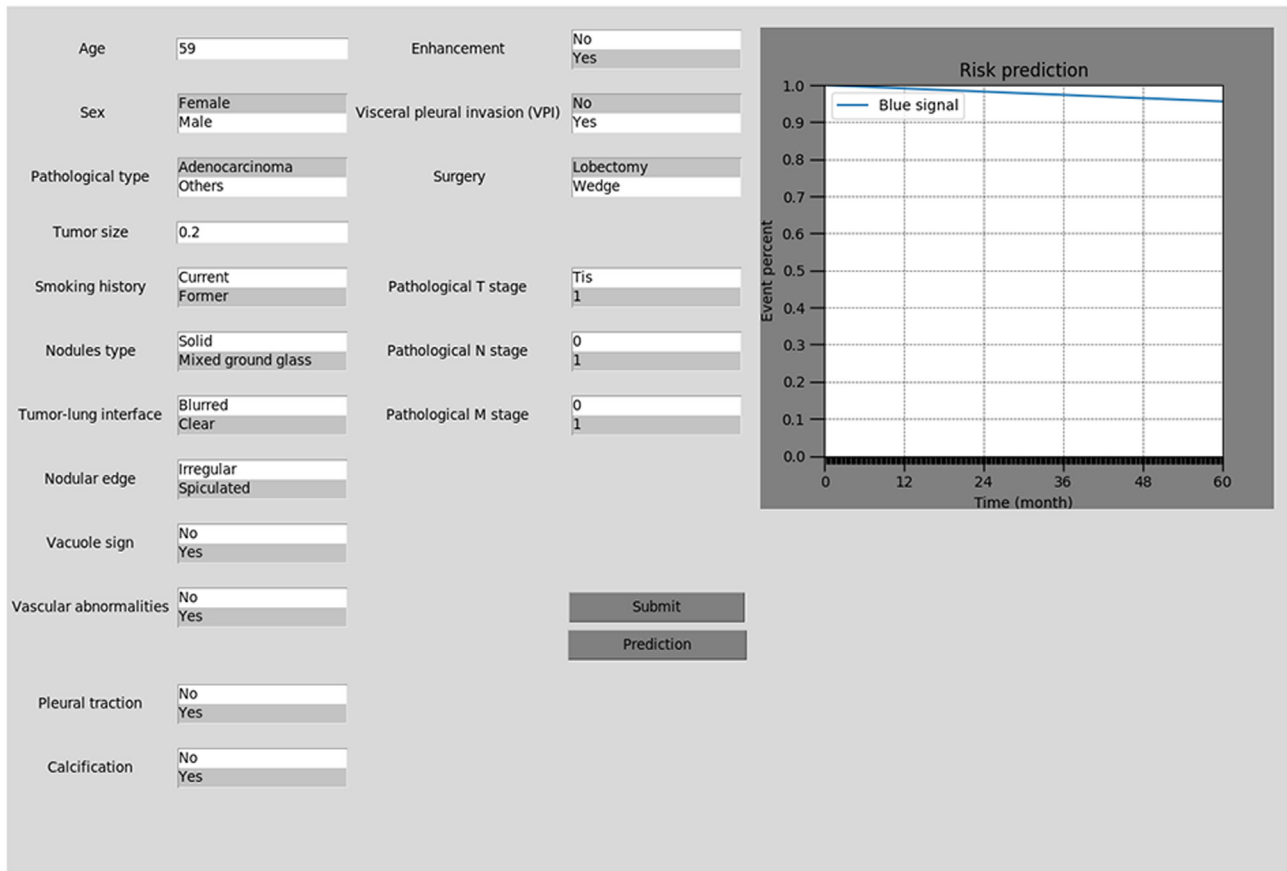 Age
59
Sex
Female
Male
Pathological type
Adenocarcinoma
Others
Tumor size
0.2
Smoking history
Current
Former
Nodules type
Solid
Mixed ground glass
Tumor-lung interface
Blurred
Clear
Nodular edge
Irregular
Spiculated
Vacuole sign
No
Yes
Vascular abnormalities
No
Yes
Pleural traction
No
Yes
Calcification
No
Yes
Enhancement
No
Yes
Visceral pleural invasion (VPI)
No
Yes
Surgery
Lobectomy
Wedge
Pathological T stage
Tis
1
Pathological N stage
0
1
Pathological M stage
0
1
Submit
Prediction
Risk prediction
Blue signal
Event percent
1.0
0.9
0.8
0.7
0.6
0.5
0.4
0.3
0.2
0.1
0.0
0 12 24 36 48 60
Time (month)